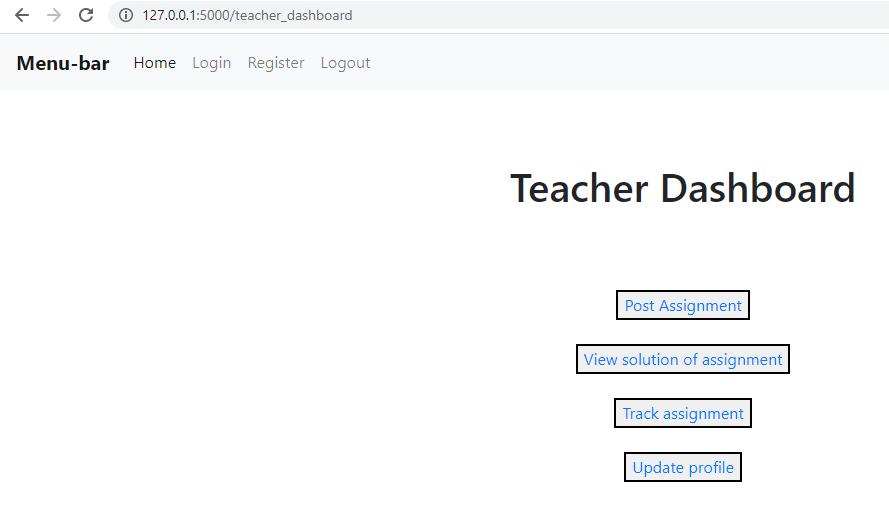 127.0.0.1:5000/teacher_dashboard
Menu-bar Home Login Register Logout
Teacher Dashboard
Post Assignment
View solution of assignment
Track assignment
Update profile